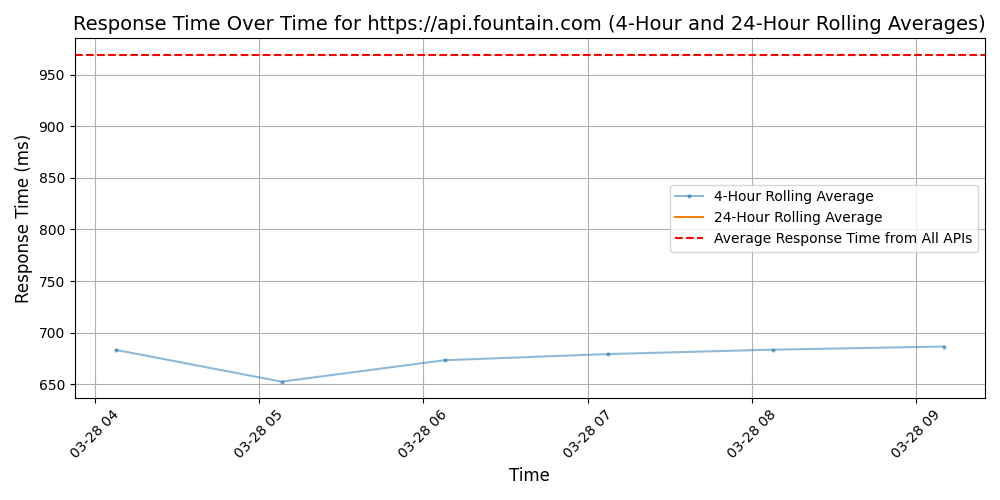 Response Time Over Time for https://api.fountain.com (4-Hour and 24-Hour Rolling Averages)
Response Time (ms)
950
900
850
800
750
700
650
4-Hour Rolling Average
24-Hour Rolling Average
Average Response Time from All APIs
03-28 04
03-28 05
03-28 06
03-28 07
03-28 08
03-28 09
Time